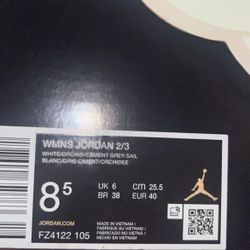 WMNS JORDAN 2/3
WHITE/ORCHID-CEMENT GREY-SAIL
BLANC/GRIS CIMENT/ORCHIDEE
8 5
UK 6 CM 25.5
BR 38 EUR 40
JORDAN.COM
FZ4122 105
MADE IN VIETNAM /
FABRIQUE AU VIETNAM /
FABRICADO NO VIETNÃ /
HECHO EN VIETNAM